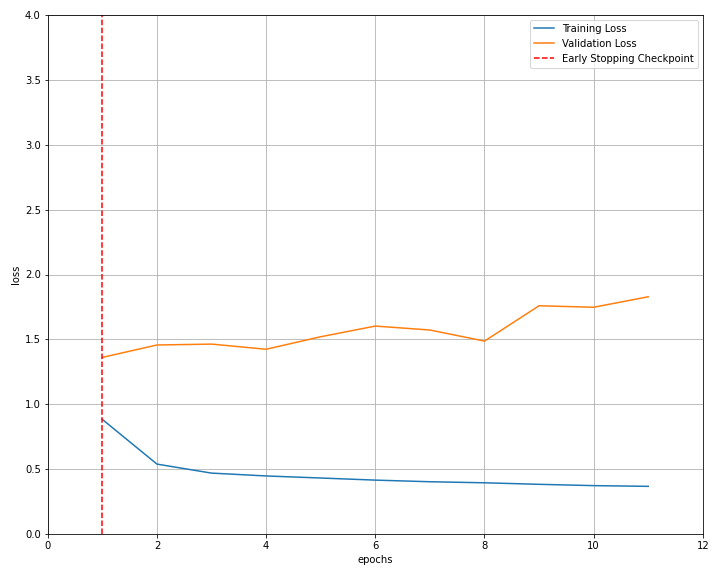 4.0
3.5
3.0
2.5
2.0
1.5
1.0
0.5
0.0
loss
Training Loss
Validation Loss
Early Stopping Checkpoint
0 2 4 6 8 10 12
epochs